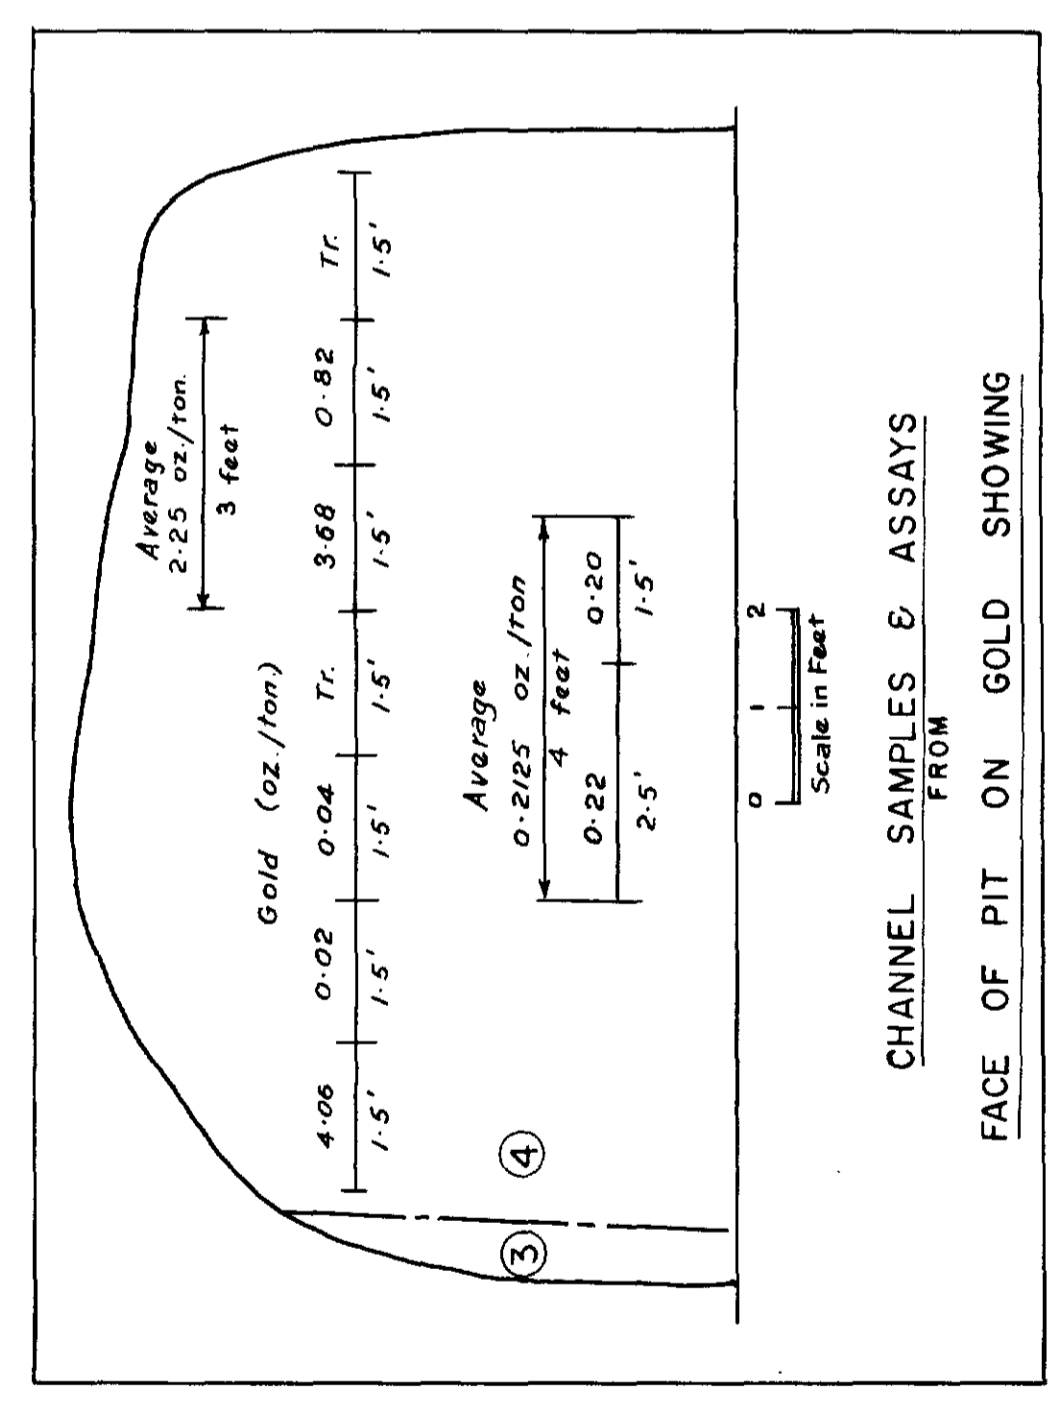 Average
2.25 oz./ton.
3 feet
Gold (oz./ton.)
4.06 0.02 0.04 Tr. 3.68 0.82 Tr.
1.5' 1.5' 1.5' 1.5' 1.5' 1.5' 1.5'
Average
0.2125 oz./ton
4 feet
0.22 0.20
2.5' 1.5'
3 4
0 1 2
Scale in Feet
CHANNEL SAMPLES & ASSAYS
FROM
FACE OF PIT ON GOLD SHOWING